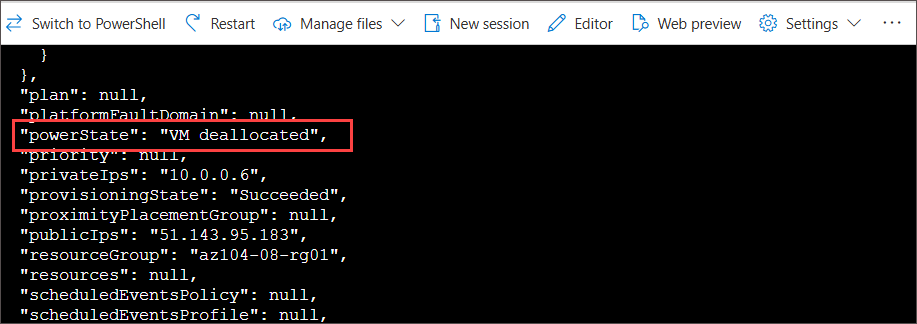 Switch to PowerShell Restart Manage files New session Editor Web preview Settings ...
}
},
"plan": null,
"platformFaultDomain": null,
"powerState": "VM deallocated",
"priority": null,
"privateIps": "10.0.0.6",
"provisioningState": "Succeeded",
"proximityPlacementGroup": null,
"publicIps": "51.143.95.183",
"resourceGroup": "az104-08-rg01",
"resources": null,
"scheduledEventsPolicy": null,
"scheduledEventsProfile": null,